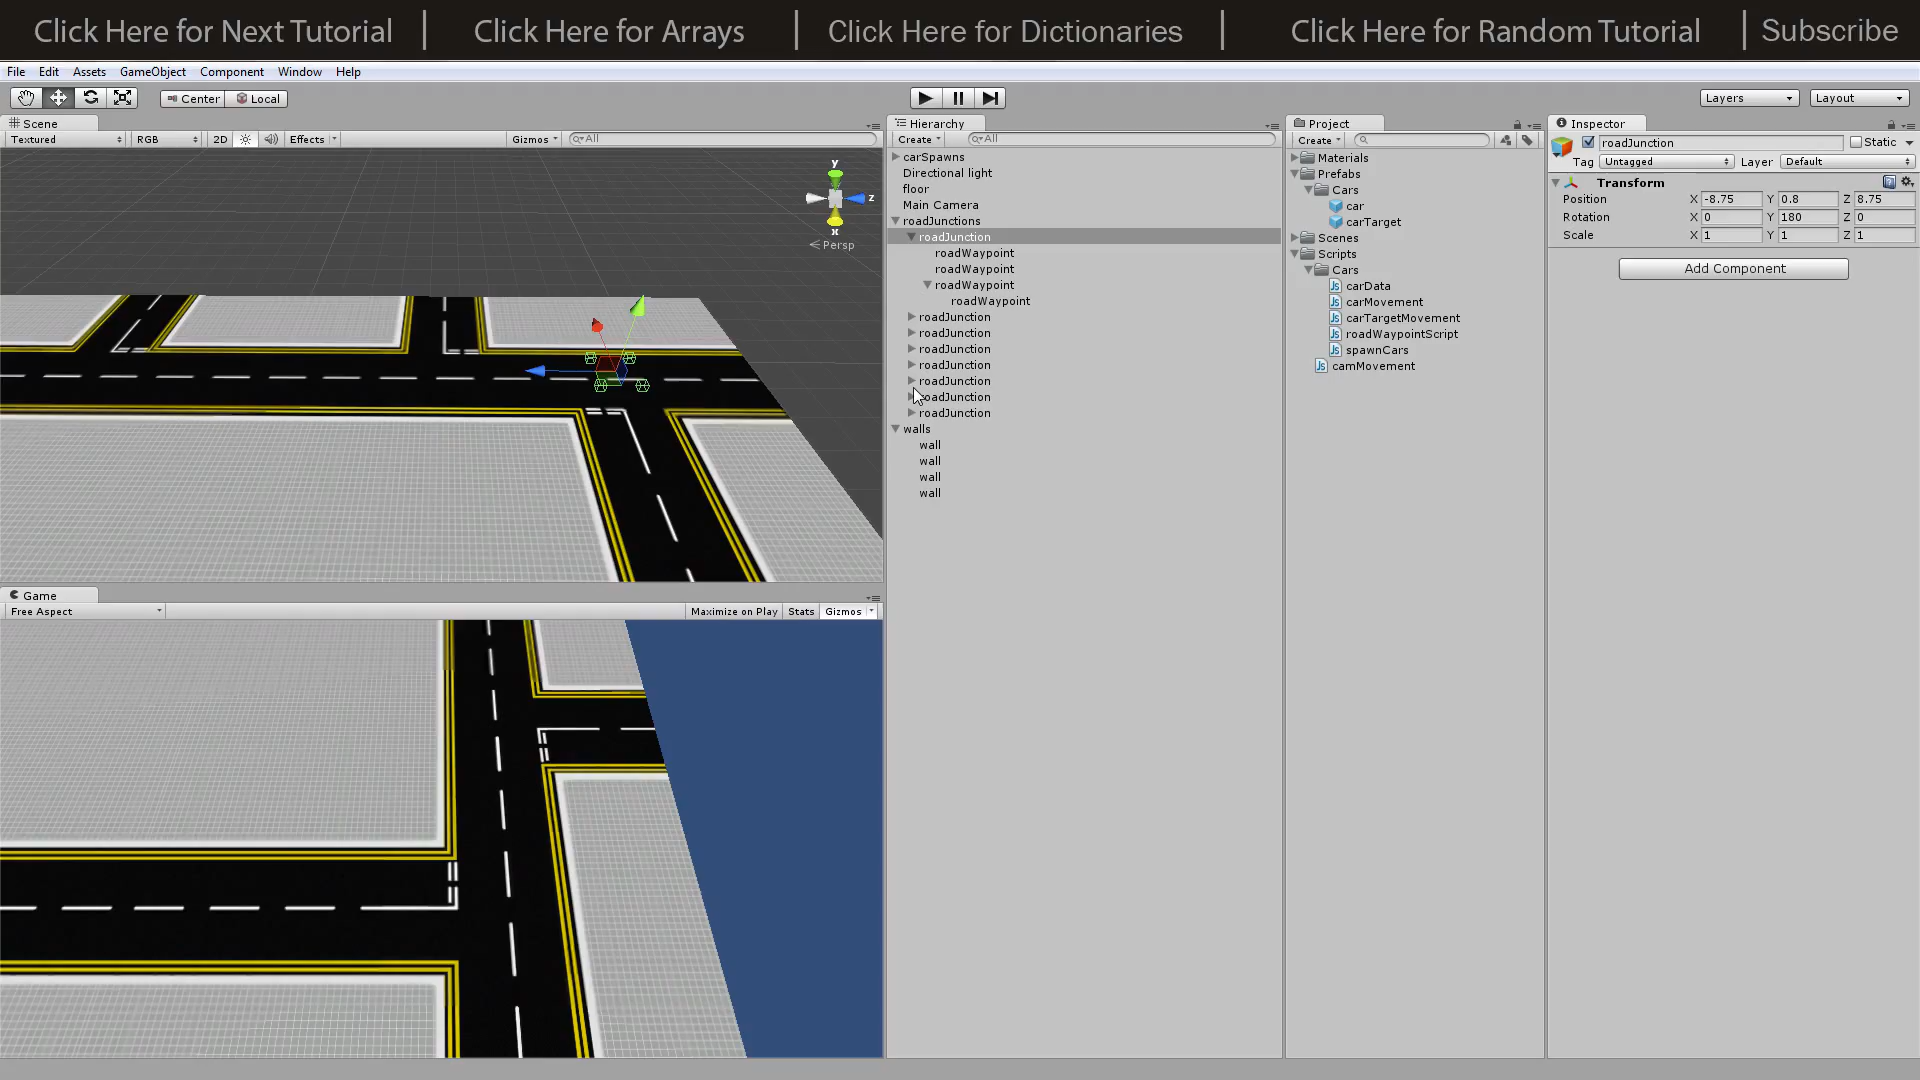 Click Here for Next Tutorial | Click Here for Arrays | Click Here for Dictionaries | Click Here for Random Tutorial | Subscribe
File Edit Assets GameObject Component Window Help
Center Local
Layers Layout
Scene
Textured RGB 2D Effects Gizmos All
y
z
x
Persp
Game
Free Aspect Maximize on Play Stats Gizmos
Hierarchy
Create All
carSpawns
Directional light
floor
Main Camera
roadJunctions
roadJunction
roadWaypoint
roadWaypoint
roadWaypoint
roadWaypoint
roadJunction
roadJunction
roadJunction
roadJunction
roadJunction
roadJunction
roadJunction
walls
wall
wall
wall
wall
Project
Create
Materials
Prefabs
Cars
car
carTarget
Scenes
Scripts
Cars
carData
carMovement
carTargetMovement
roadWaypointScript
spawnCars
camMovement
Inspector
roadJunction Static
Tag Untagged Layer Default
Transform
Position X -8.75 Y 0.8 Z 8.75
Rotation X 0 Y 180 Z 0
Scale X 1 Y 1 Z 1
Add Component